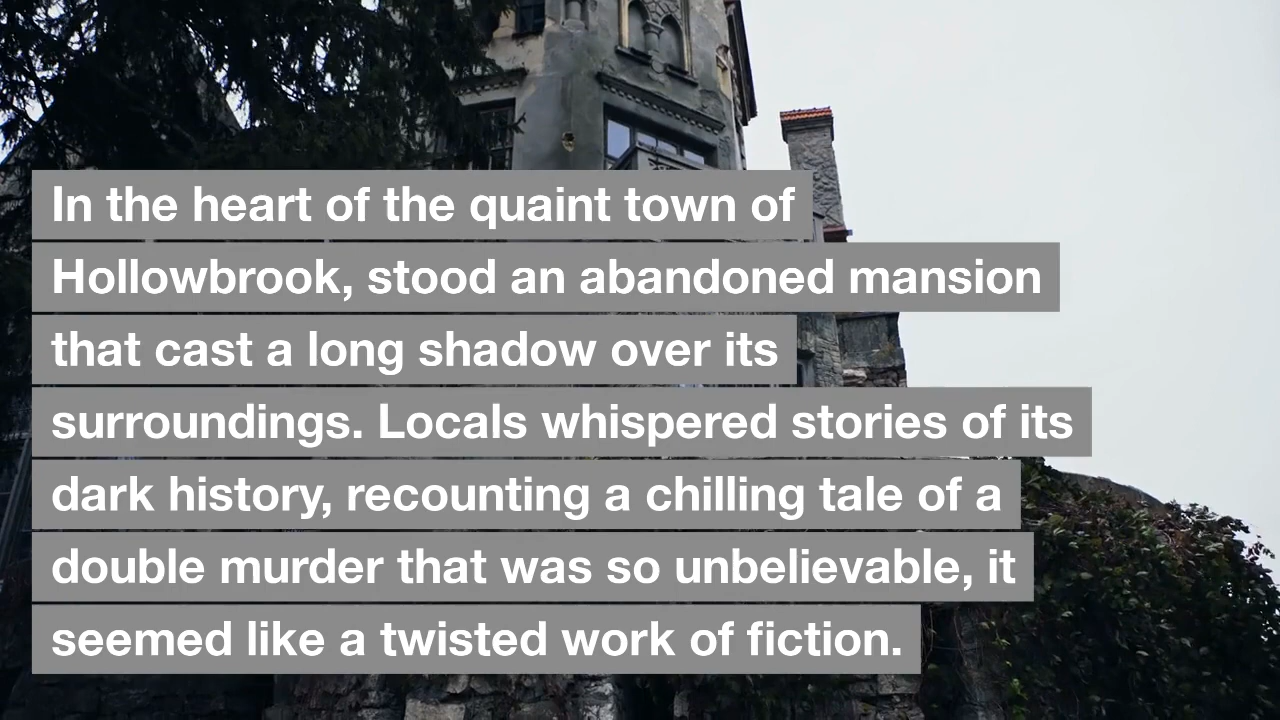 In the heart of the quaint town of
Hollowbrook, stood an abandoned mansion
that cast a long shadow over its
surroundings. Locals whispered stories of its
dark history, recounting a chilling tale of a
double murder that was so unbelievable, it
seemed like a twisted work of fiction.